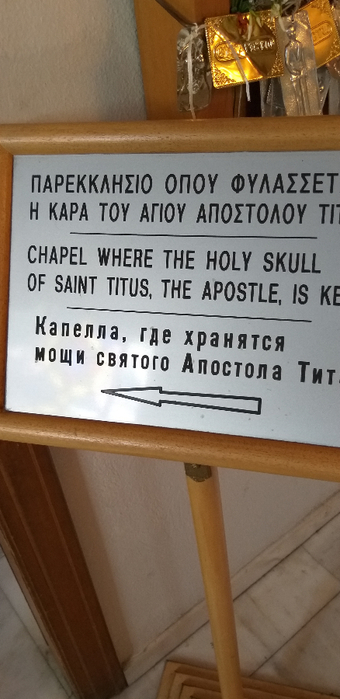 ΠΑΡΕΚΚΛΗΣΙΟ ΟΠΟΥ ΦΥΛΑΣΣΕΤ
Η ΚΑΡΑ ΤΟΥ ΑΓΙΟΥ ΑΠΟΣΤΟΛΟΥ ΤΙΤ
CHAPEL WHERE THE HOLY SKULL
OF SAINT TITUS, THE APOSTLE, IS KE
Капелла, где хранятся
мощи святого Апостола Тит